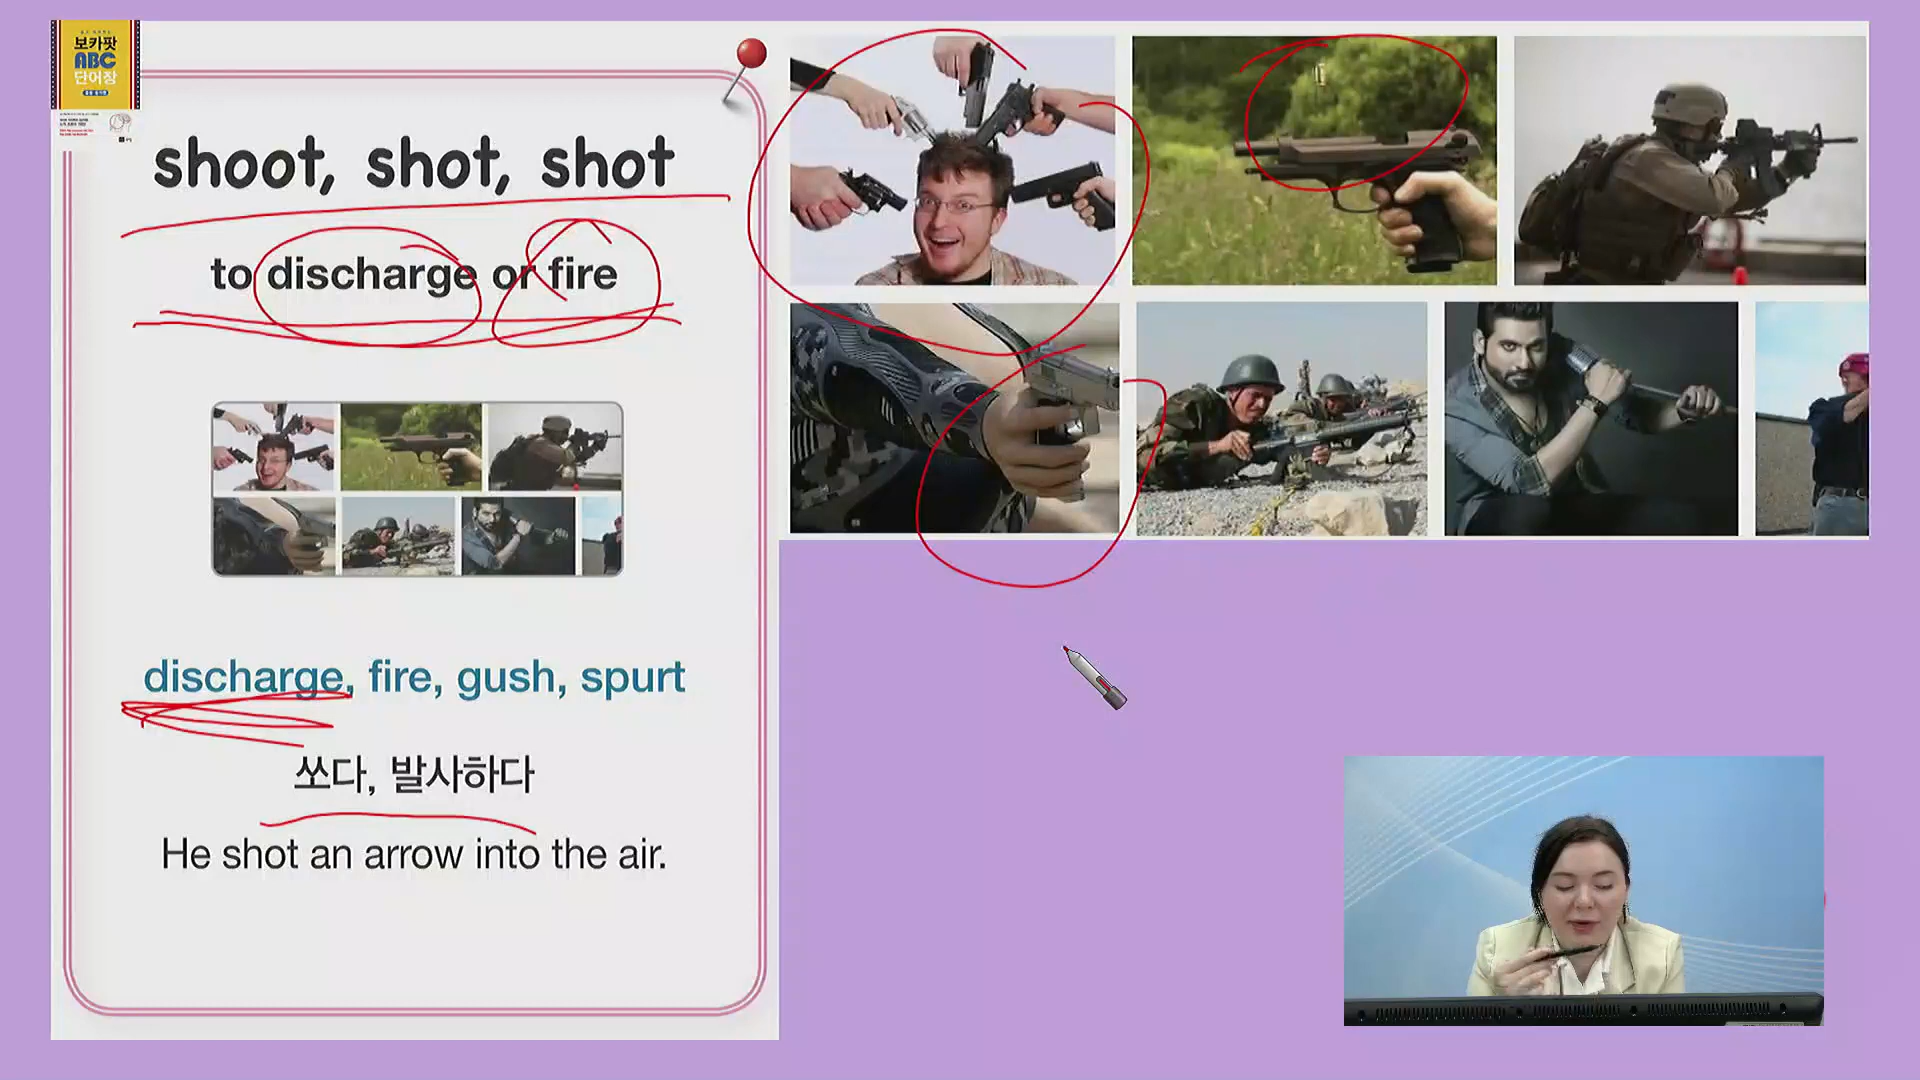 보카팟
ABC
단어장
shoot, shot, shot
to discharge or fire
discharge, fire, gush, spurt
쏘다, 발사하다
He shot an arrow into the air.